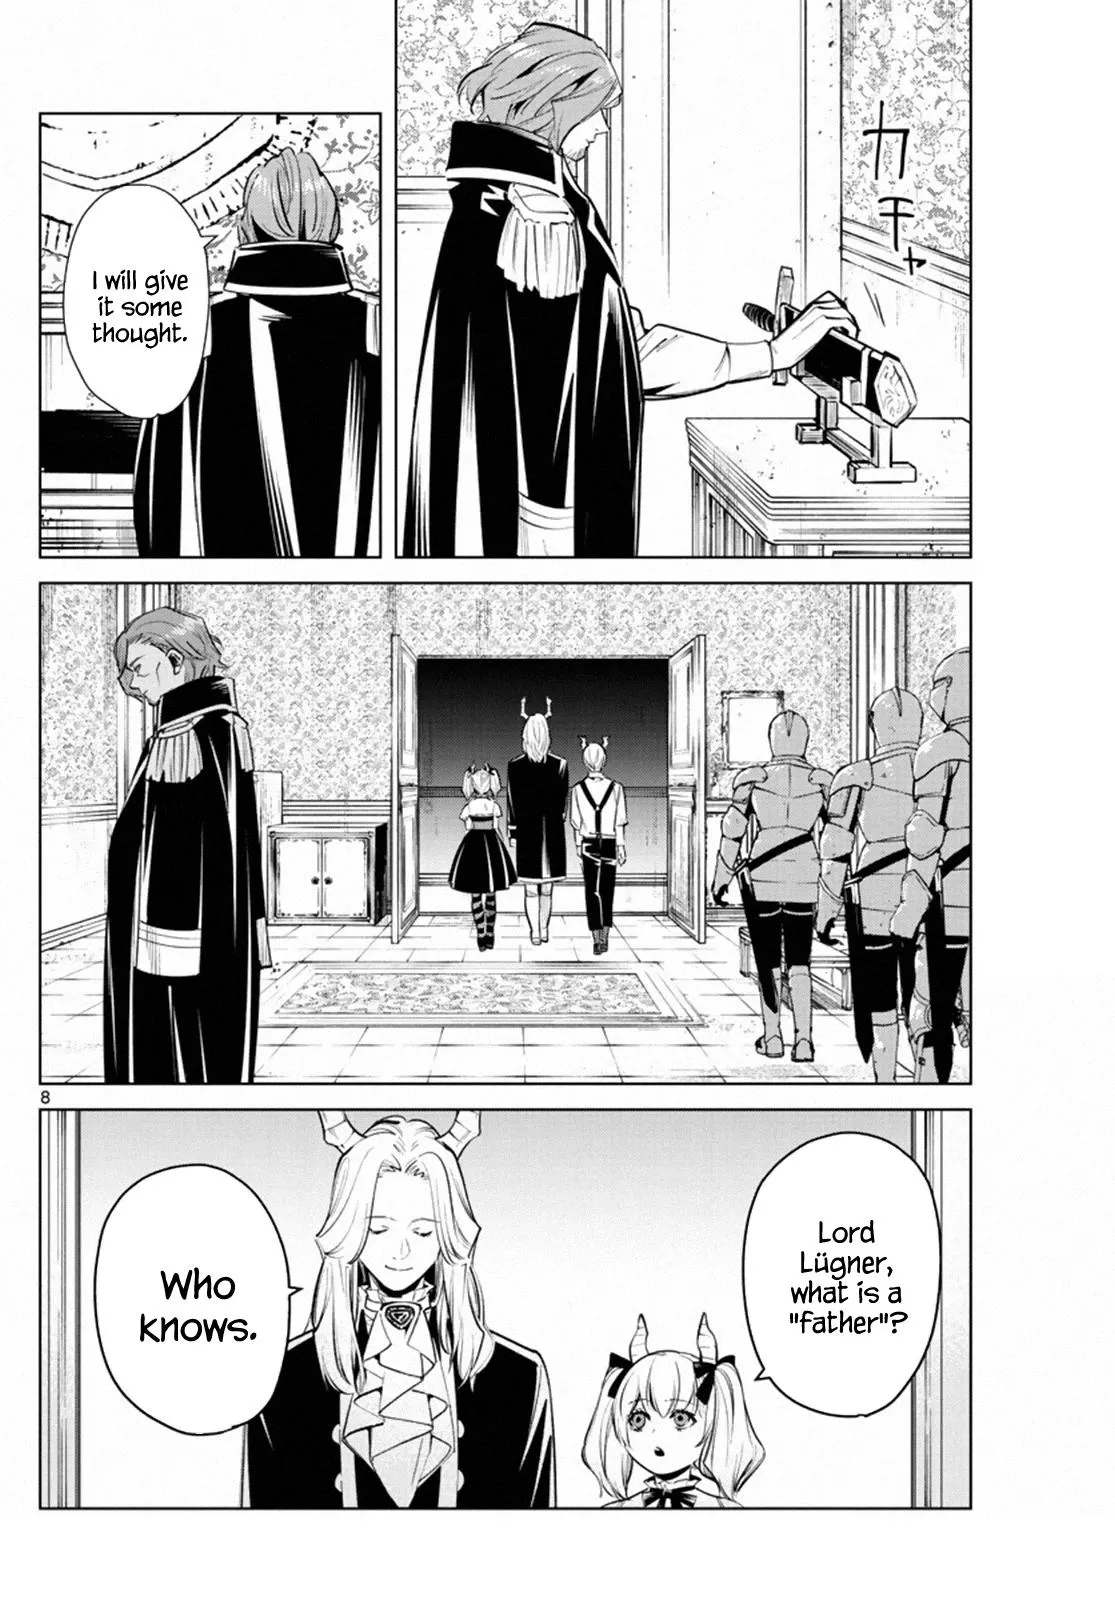 カチャ
I will give
it some
thought.
8
Lord
Lügner,
what is a
"father"?
Who
knows.